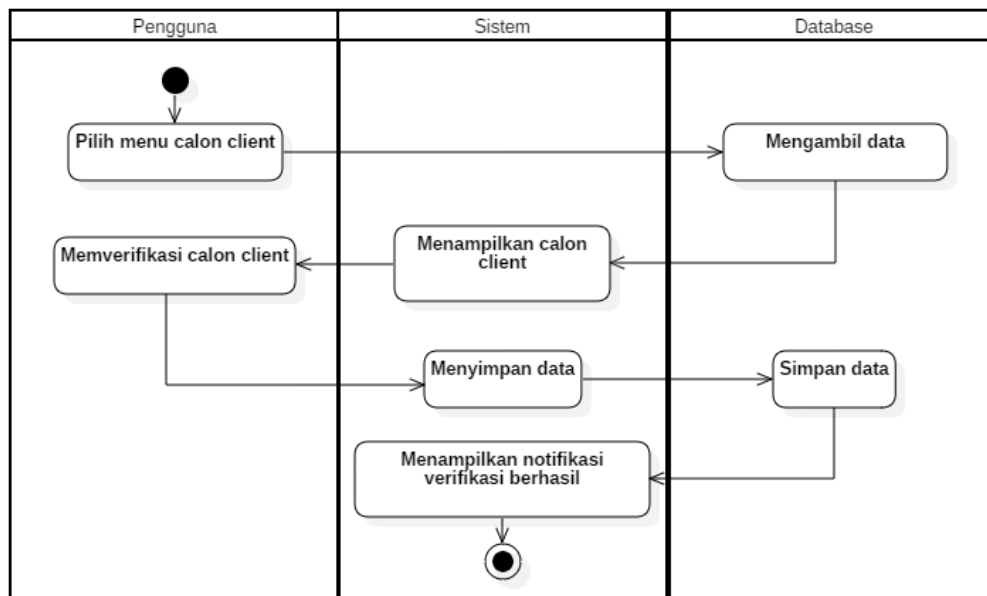 Pengguna
Sistem
Database
Pilih menu calon client
Mengambil data
Memverifikasi calon client
Menampilkan calon
client
Menyimpan data
Simpan data
Menampilkan notifikasi
verifikasi berhasil